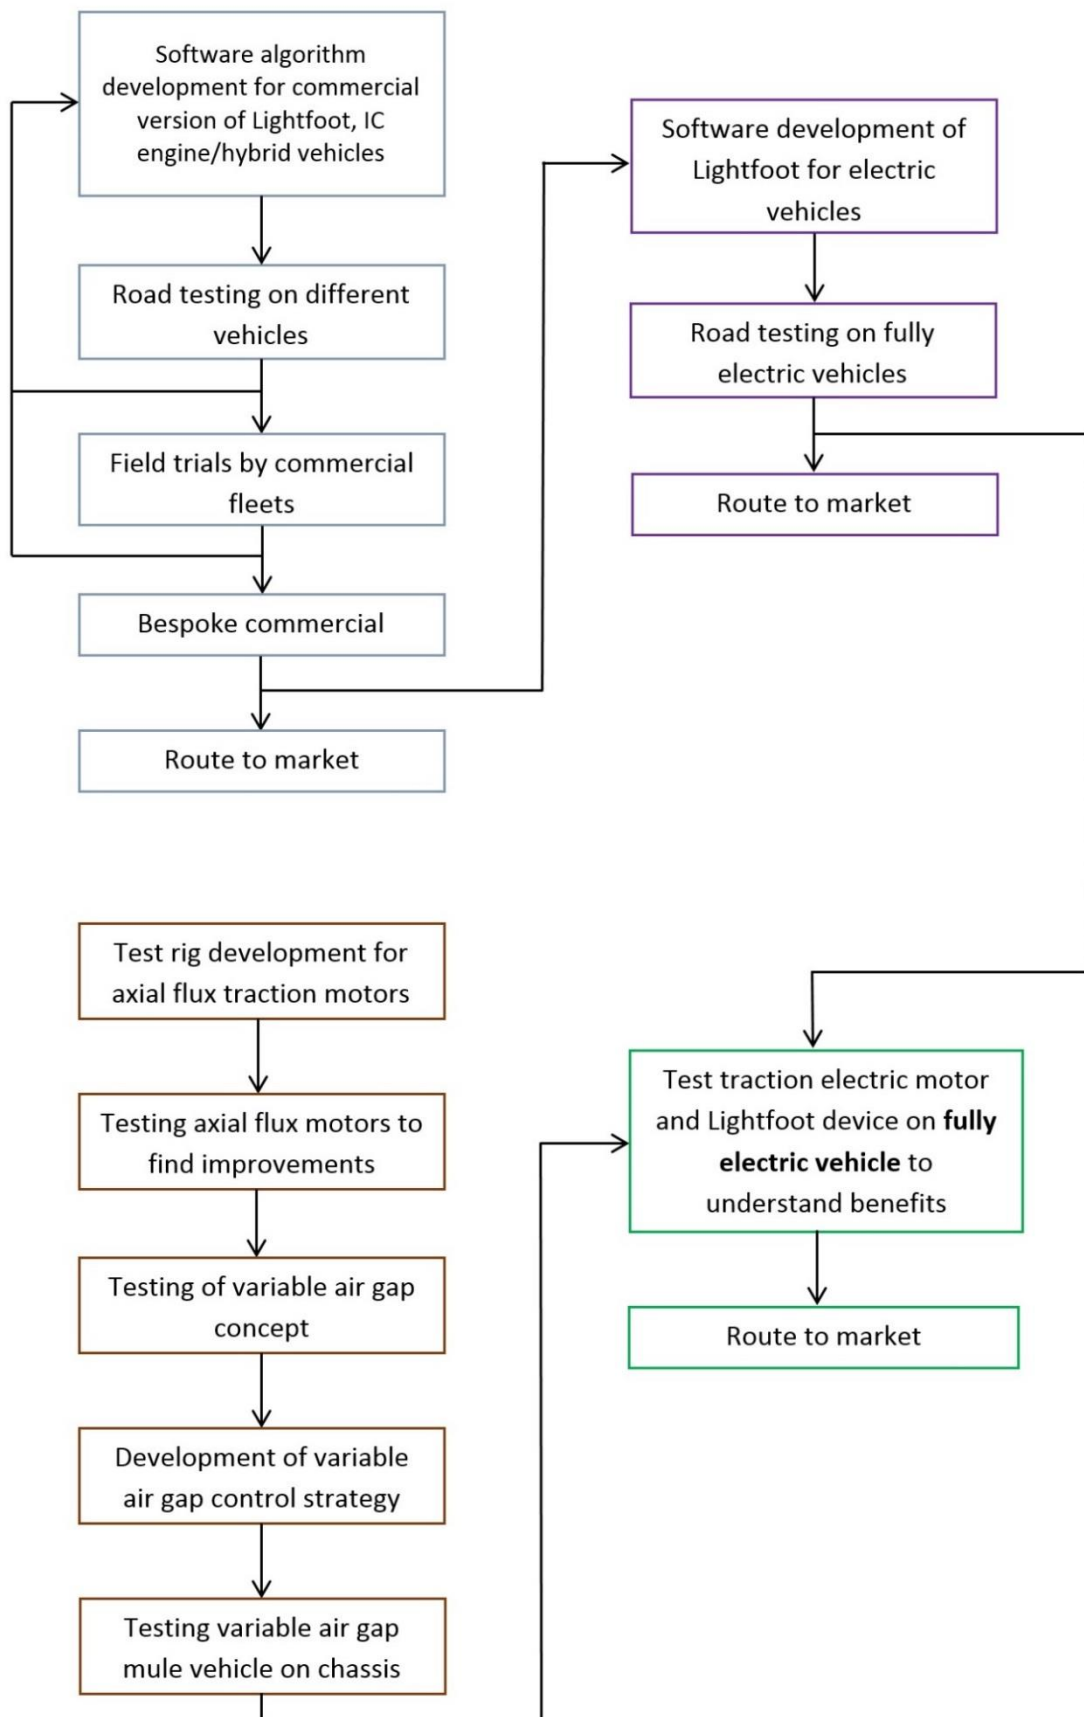 Software algorithm
development for commercial
version of Lightfoot, IC
engine/hybrid vehicles
Road testing on different
vehicles
Field trials by commercial
fleets
Bespoke commercial
Route to market
Software development of
Lightfoot for electric
vehicles
Road testing on fully
electric vehicles
Route to market
Test rig development for
axial flux traction motors
Testing axial flux motors to
find improvements
Testing of variable air gap
concept
Development of variable
air gap control strategy
Testing variable air gap
mule vehicle on chassis
Test traction electric motor
and Lightfoot device on fully
electric vehicle to
understand benefits
Route to market